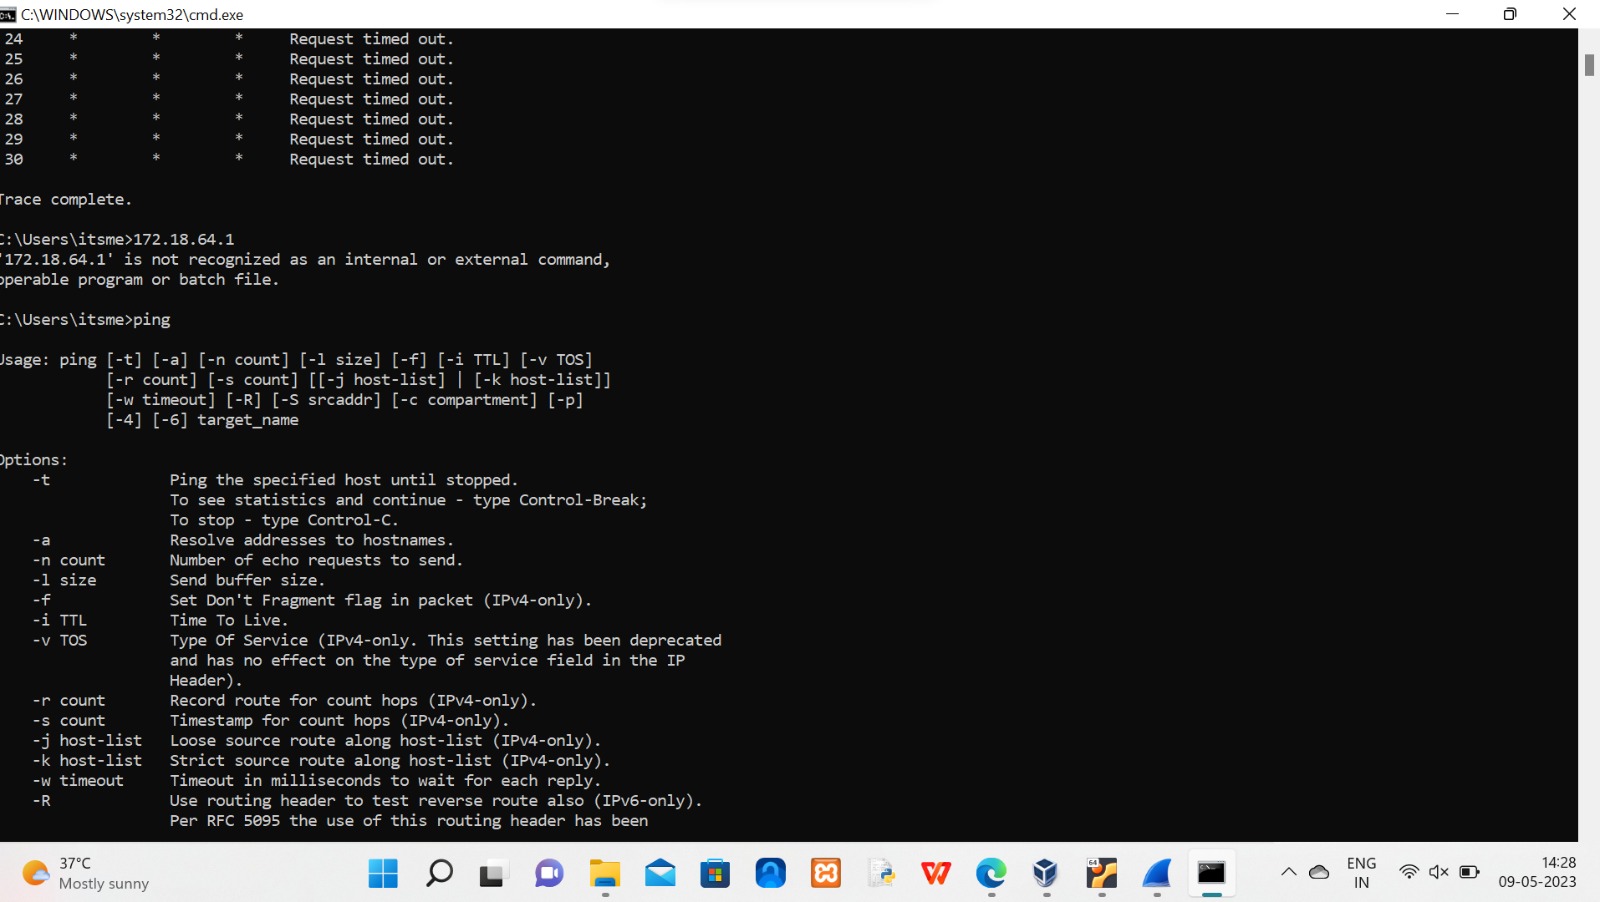 C:\WINDOWS\system32\cmd.exe
24 * * * Request timed out.
25 * * * Request timed out.
26 * * * Request timed out.
27 * * * Request timed out.
28 * * * Request timed out.
29 * * * Request timed out.
30 * * * Request timed out.
Trace complete.
C:\Users\itsme>172.18.64.1
'172.18.64.1' is not recognized as an internal or external command,
operable program or batch file.
C:\Users\itsme>ping
Usage: ping [-t] [-a] [-n count] [-l size] [-f] [-i TTL] [-v TOS]
[-r count] [-s count] [[-j host-list] | [-k host-list]]
[-w timeout] [-R] [-S srcaddr] [-c compartment] [-p]
[-4] [-6] target_name
Options:
-t Ping the specified host until stopped.
To see statistics and continue - type Control-Break;
To stop - type Control-C.
-a Resolve addresses to hostnames.
-n count Number of echo requests to send.
-l size Send buffer size.
-f Set Don't Fragment flag in packet (IPv4-only).
-i TTL Time To Live.
-v TOS Type Of Service (IPv4-only. This setting has been deprecated
and has no effect on the type of service field in the IP
Header).
-r count Record route for count hops (IPv4-only).
-s count Timestamp for count hops (IPv4-only).
-j host-list Loose source route along host-list (IPv4-only).
-k host-list Strict source route along host-list (IPv4-only).
-w timeout Timeout in milliseconds to wait for each reply.
-R Use routing header to test reverse route also (IPv6-only).
Per RFC 5095 the use of this routing header has been
37°C
Mostly sunny
64
ENG
IN
14:28
09-05-2023